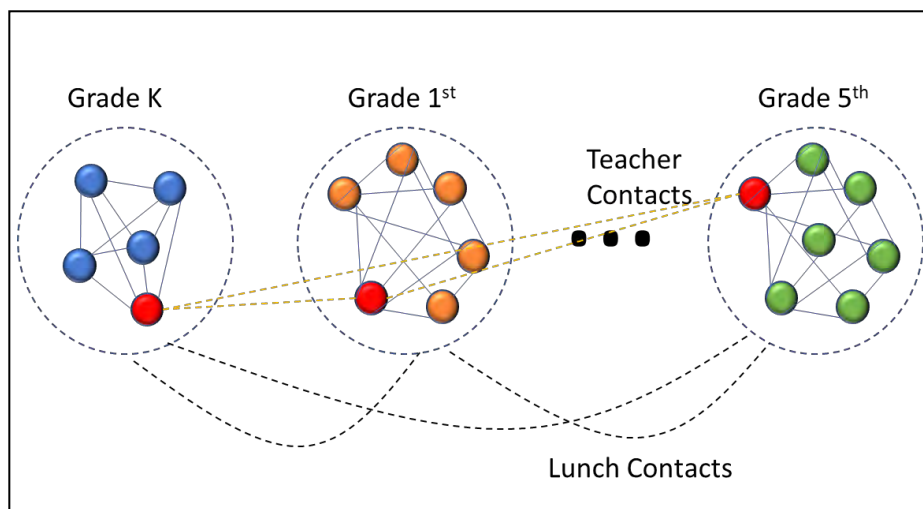 Grade K
Grade 1st
Grade 5th
Teacher
Contacts
Lunch Contacts